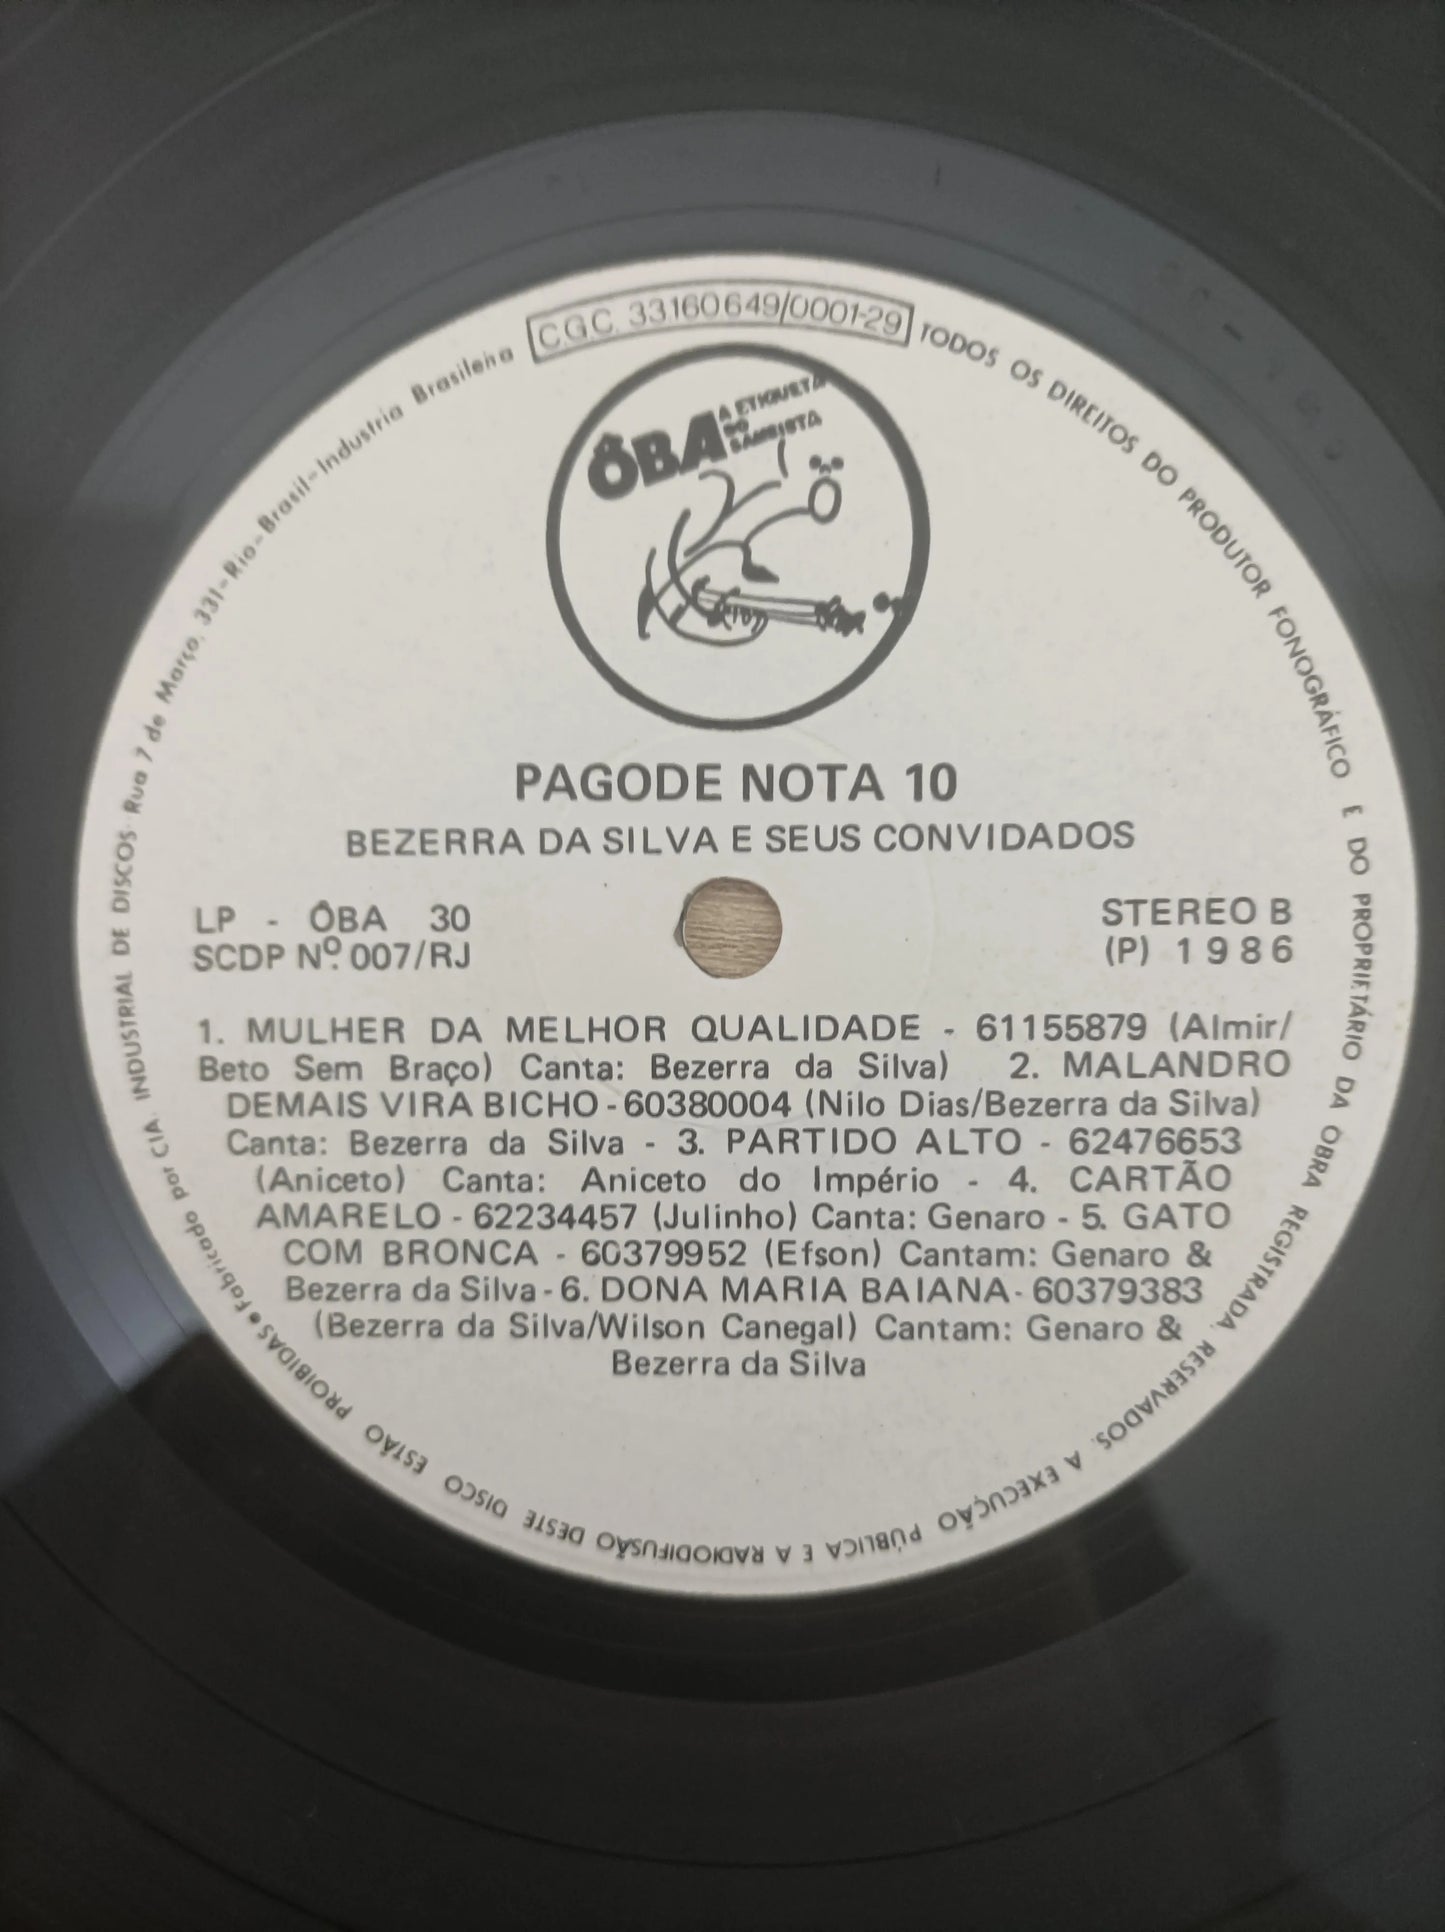 C.G.C. 33160649/0001-29
TODOS OS DIREITOS DO PRODUTOR FONOGRÁFICO E DO PROPRIETÁRIO DA OBRA REGISTRADA, RESERVADOS. A EXECUÇÃO PÚBLICA E A RADIODIFUSÃO DESTE DISCO ESTÃO PROIBIDAS • Fabricado por CIA. INDUSTRIAL DE DISCOS - Rua 7 de Março, 331 - Rio - Brasil - Industria Brasileira
ÔBA A ETIQUETA
DO
SAMBISTA
PAGODE NOTA 10
BEZERRA DA SILVA E SEUS CONVIDADOS
LP - ÔBA 30
SCDP Nº 007/RJ
STEREO B
(P) 1986
1. MULHER DA MELHOR QUALIDADE - 61155879 (Almir/
Beto Sem Braço) Canta: Bezerra da Silva) 2. MALANDRO
DEMAIS VIRA BICHO - 60380004 (Nilo Dias/Bezerra da Silva)
Canta: Bezerra da Silva - 3. PARTIDO ALTO - 62476653
(Aniceto) Canta: Aniceto do Império - 4. CARTÃO
AMARELO - 62234457 (Julinho) Canta: Genaro - 5. GATO
COM BRONCA - 60379952 (Efson) Cantam: Genaro &
Bezerra da Silva - 6. DONA MARIA BAIANA - 60379383
(Bezerra da Silva/Wilson Canegal) Cantam: Genaro &
Bezerra da Silva